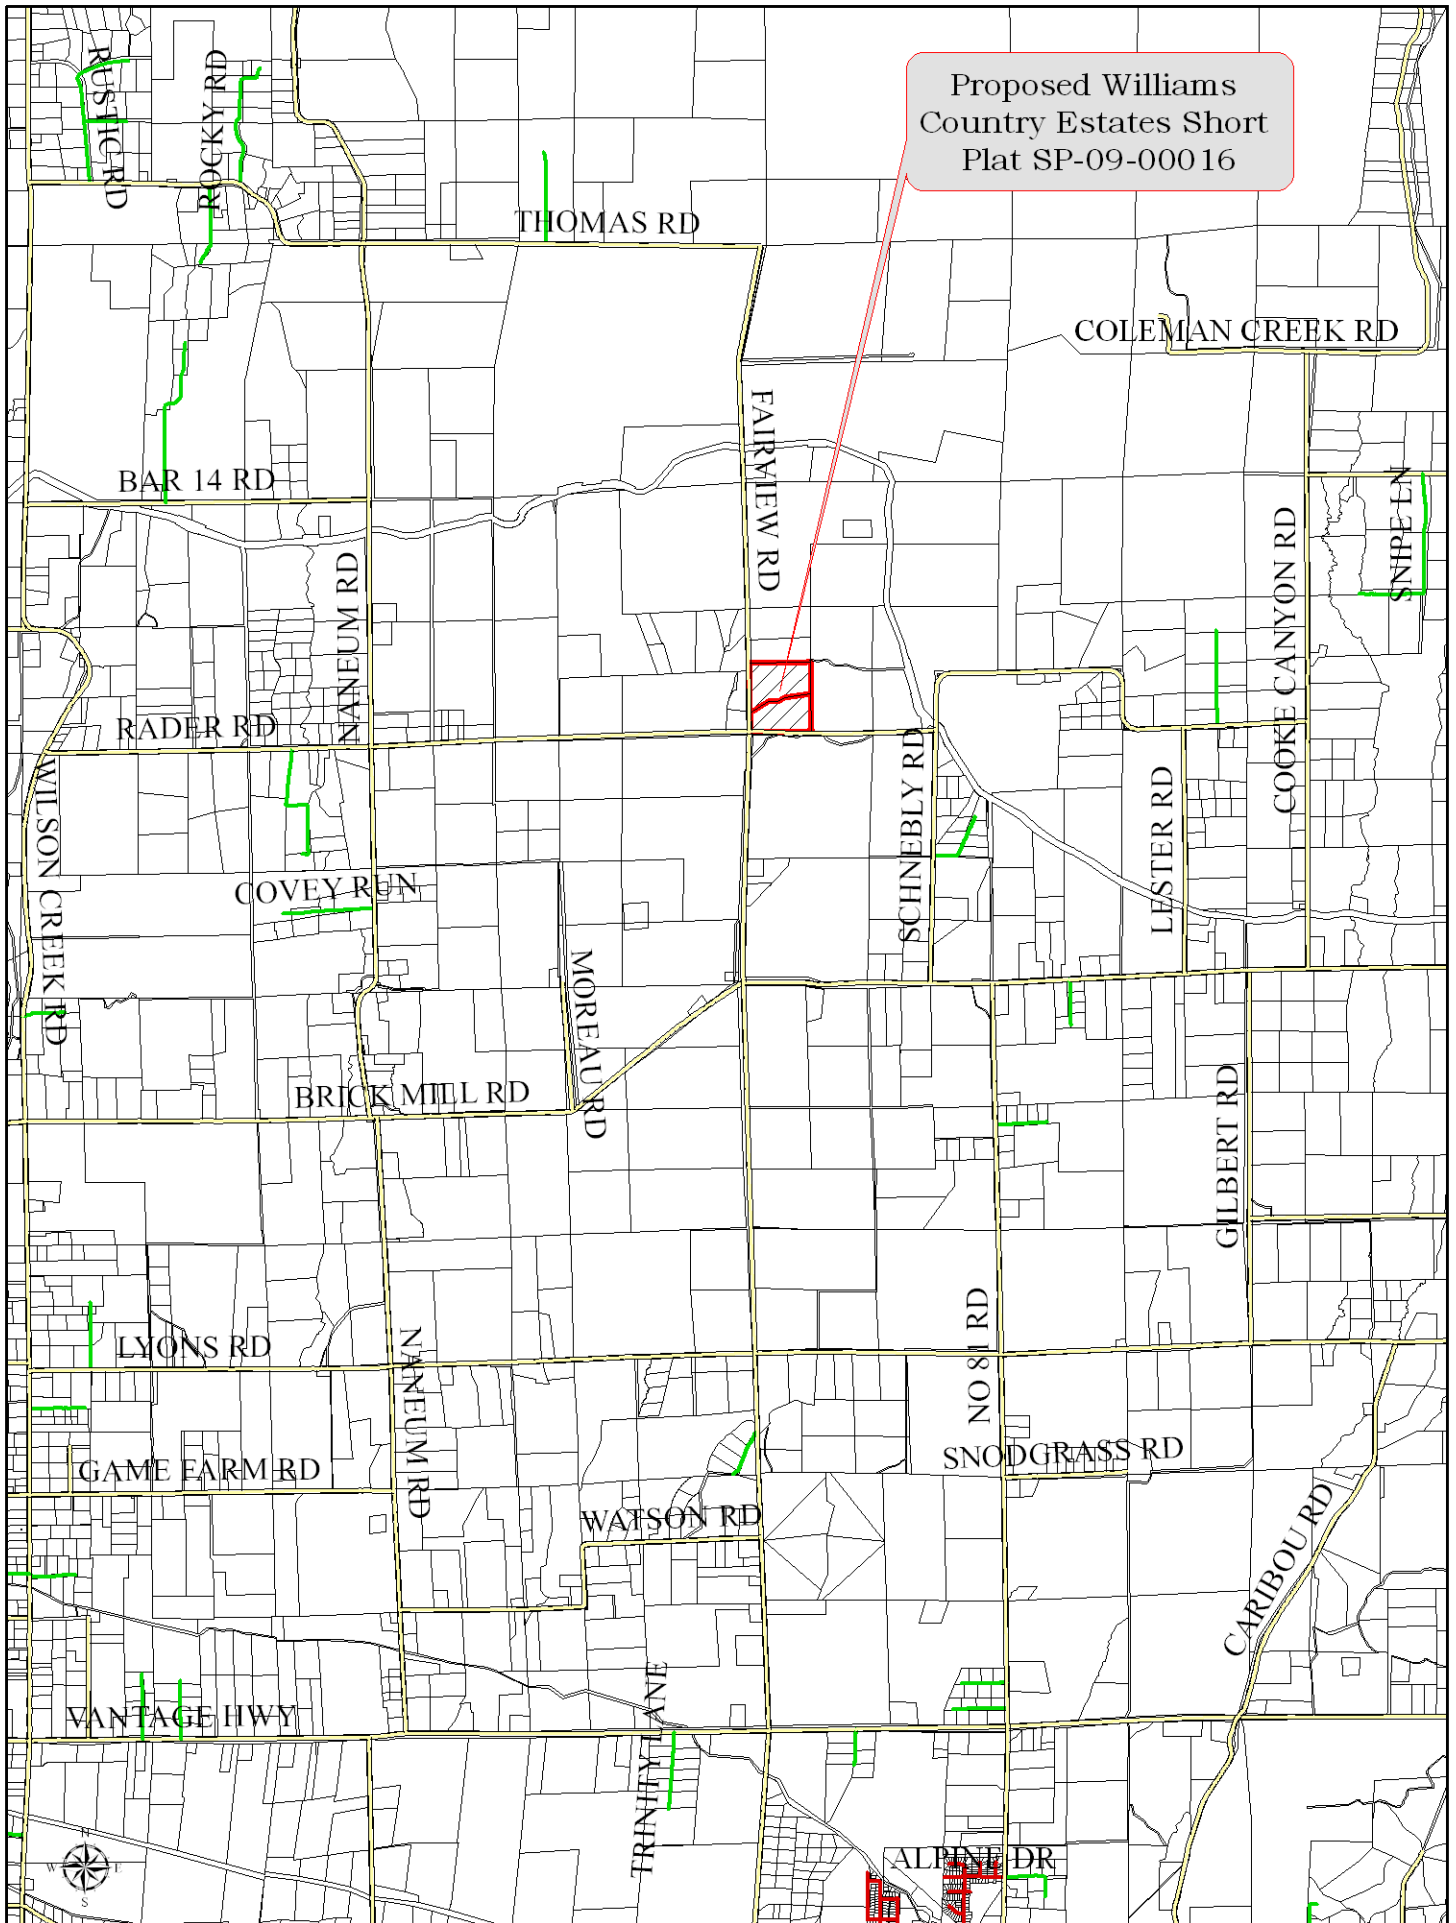 Proposed Williams
Country Estates Short
Plat SP-09-00016
RUSTIC RD
ROCKY RD
THOMAS RD
COLEMAN CREEK RD
FAIRVIEW RD
BAR 14 RD
SNIPE LN
NANEUM RD
COOKE CANYON RD
RADER RD
SCHNEBLY RD
WILSON CREEK RD
LESTER RD
COVEY RUN
MOREAU RD
BRICK MILL RD
GILBERT RD
NO 81 RD
LYONS RD
NANEUM RD
SNODGRASS RD
GAME FARM RD
WATSON RD
CARIBOU RD
TRINITY LANE
VANTAGE HWY
ALPINE DR
N
W E
S